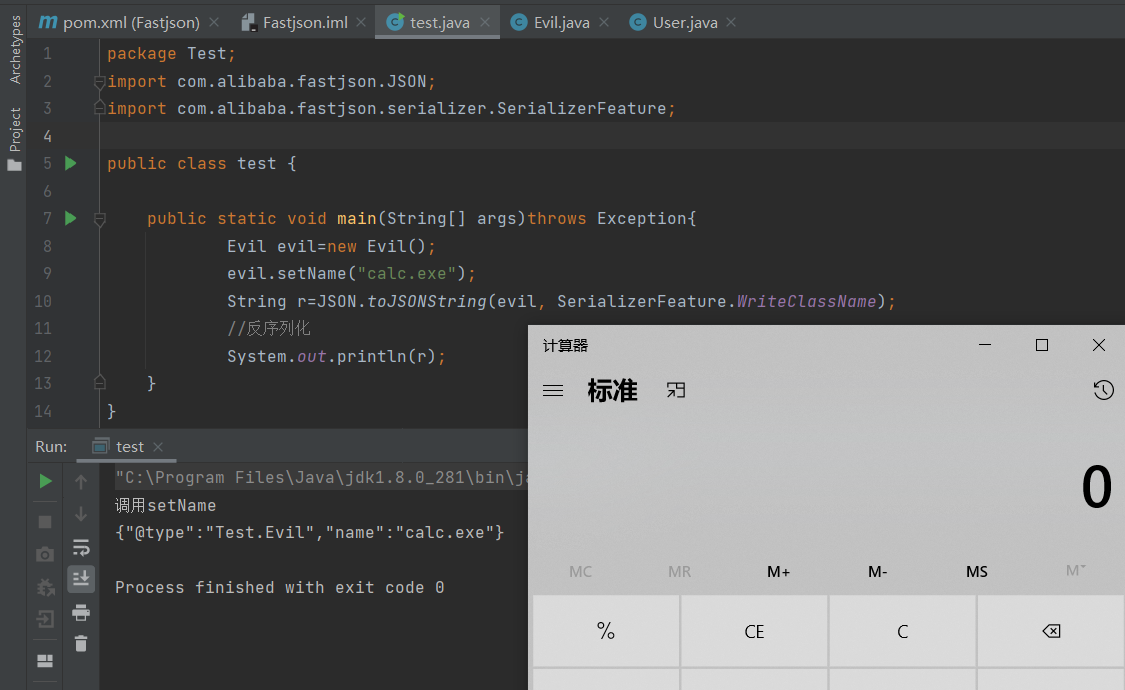 pom.xml (Fastjson)
Fastjson.iml
test.java
Evil.java
User.java
Archetypes
Project
1 package Test;
2 import com.alibaba.fastjson.JSON;
3 import com.alibaba.fastjson.serializer.SerializerFeature;
4
5 public class test {
6
7 public static void main(String[] args)throws Exception{
8 Evil evil=new Evil();
9 evil.setName("calc.exe");
10 String r=JSON.toJSONString(evil, SerializerFeature.WriteClassName);
11 //反序列化
12 System.out.println(r);
13 }
14 }
Run: test
"C:\Program Files\Java\jdk1.8.0_281\bin\
调用setName
{"@type":"Test.Evil","name":"calc.exe"}
Process finished with exit code 0
计算器
标准
0
MC MR M+ M- MS M
% CE C